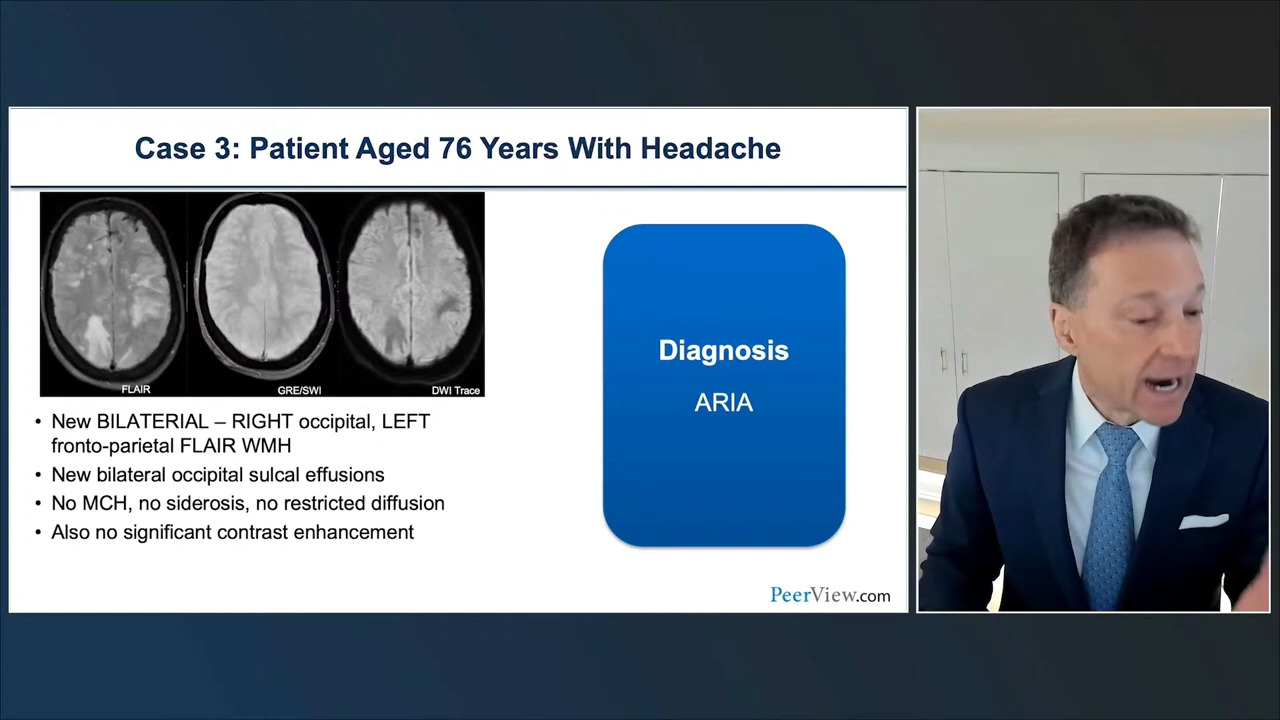 Case 3: Patient Aged 76 Years With Headache
FLAIR
GRE/SWI
DWI Trace
• New BILATERIAL – RIGHT occipital, LEFT
fronto-parietal FLAIR WMH
• New bilateral occipital sulcal effusions
• No MCH, no siderosis, no restricted diffusion
• Also no significant contrast enhancement
Diagnosis
ARIA
PeerView.com